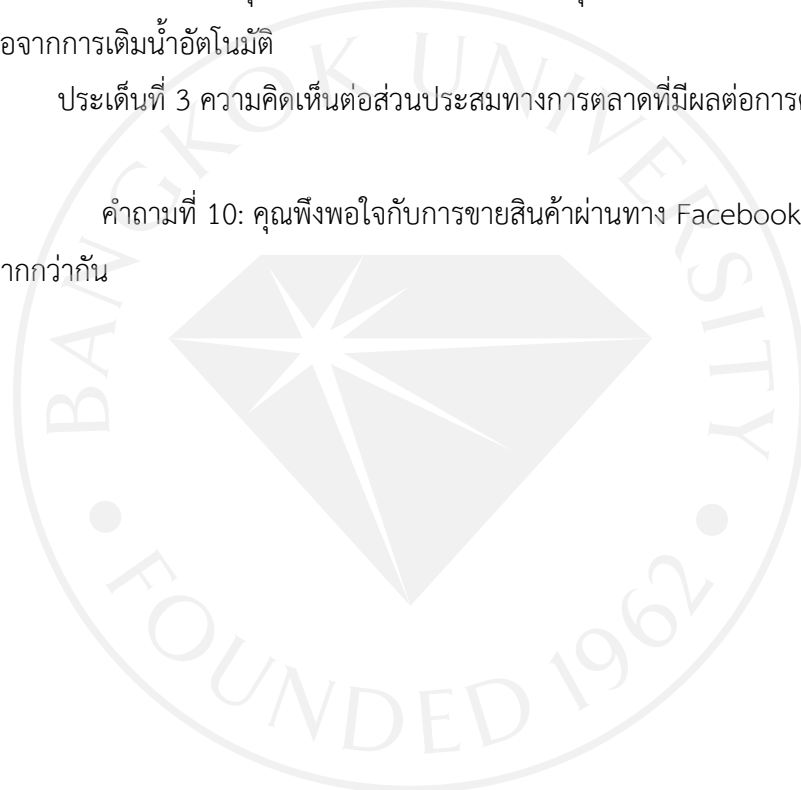 อจากการเติมน้ำอัตโนมัติ
ประเด็นที่ 3 ความคิดเห็นต่อส่วนประสมทางการตลาดที่มีผลต่อการ
คำถามที่ 10: คุณพึงพอใจกับการขายสินค้าผ่านทาง Facebook
ากกว่ากัน
BANGKOK UNIVERSITY
FOUNDED 1962